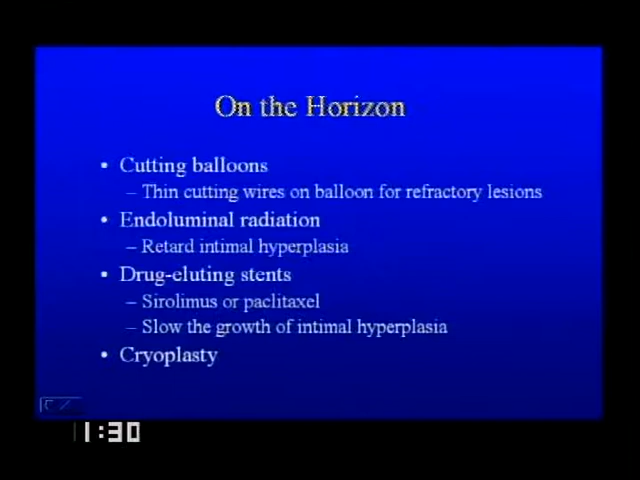 On the Horizon
• Cutting balloons
– Thin cutting wires on balloon for refractory lesions
• Endoluminal radiation
– Retard intimal hyperplasia
• Drug-eluting stents
– Sirolimus or paclitaxel
– Slow the growth of intimal hyperplasia
• Cryoplasty
1:30